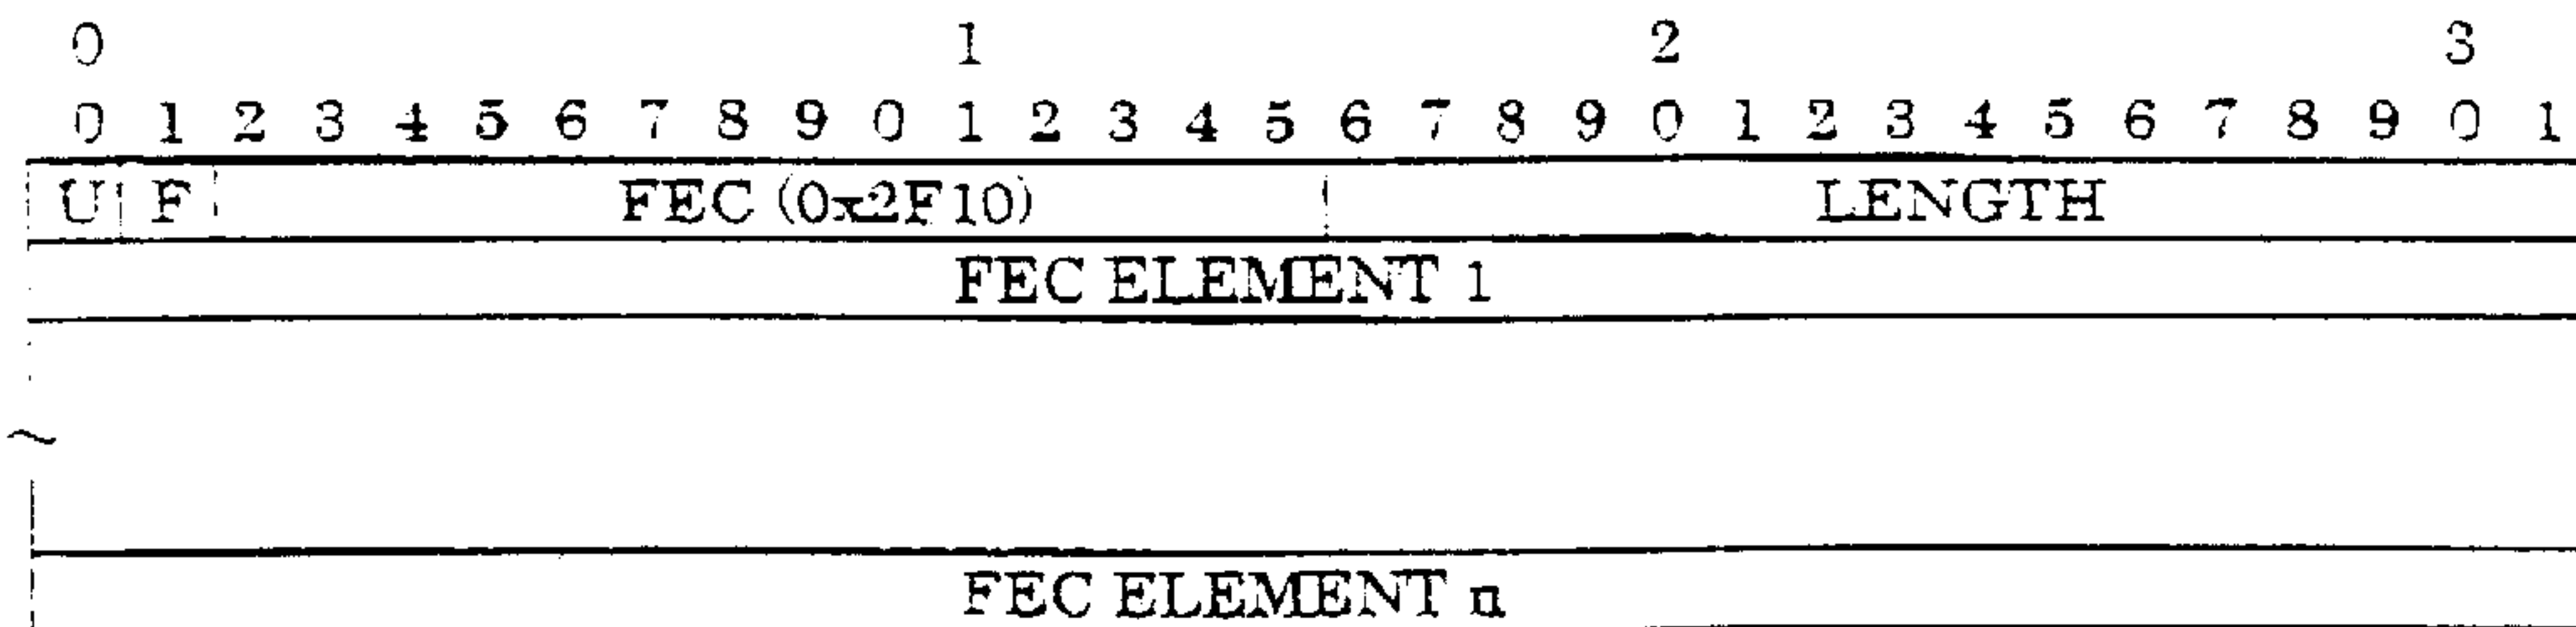 0 1 2 3
0 1 2 3 4 5 6 7 8 9 0 1 2 3 4 5 6 7 8 9 0 1 2 3 4 5 6 7 8 9 0 1
U F FEC (0x2F10) LENGTH
FEC ELEMENT 1
~
FEC ELEMENT n